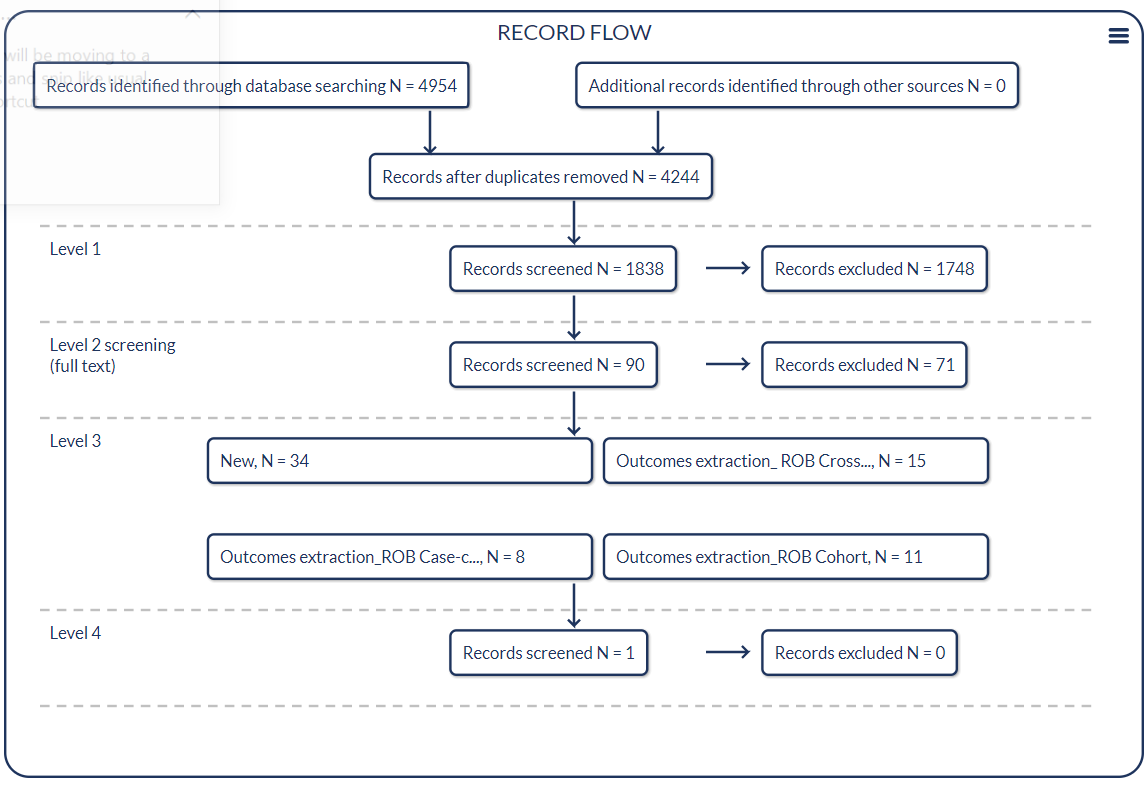 will be moving to a
and snip like usual
rtcut
RECORD FLOW
Records identified through database searching N = 4954
Additional records identified through other sources N = 0
Records after duplicates removed N = 4244
Level 1
Records screened N = 1838
Records excluded N = 1748
Level 2 screening
(full text)
Records screened N = 90
Records excluded N = 71
Level 3
New, N = 34
Outcomes extraction_ ROB Cross..., N = 15
Outcomes extraction_ROB Case-c..., N = 8
Outcomes extraction_ROB Cohort, N = 11
Level 4
Records screened N = 1
Records excluded N = 0